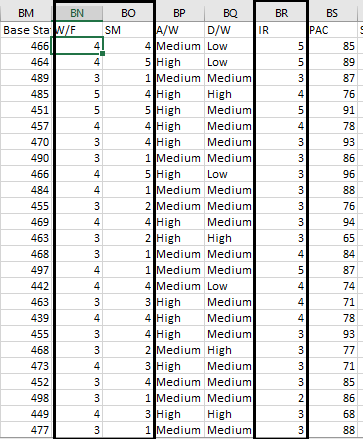 BM BN BO BP BQ BR BS
Base Sta W/F SM A/W D/W IR PAC
466 4 4 Medium Low 5 85
464 4 5 High Low 5 89
489 3 1 Medium Medium 3 87
485 5 4 High High 4 76
451 5 5 High Medium 5 91
457 4 4 High Medium 4 78
470 3 4 High Medium 3 93
490 3 1 Medium Medium 3 86
466 4 5 High Low 3 96
484 4 1 Medium Medium 3 88
455 3 2 Medium Medium 3 76
469 4 4 High Medium 3 94
463 3 2 High High 3 65
468 3 1 Medium Medium 4 84
497 4 1 Medium Medium 5 87
442 4 4 Medium Low 4 74
463 3 3 High Medium 4 71
439 4 4 High Medium 4 78
455 3 4 High Medium 3 93
468 3 2 Medium High 3 77
473 4 3 High Medium 3 71
452 3 4 Medium Medium 3 85
498 3 1 Medium Medium 2 86
449 4 3 High High 3 68
477 3 1 Medium Medium 3 88